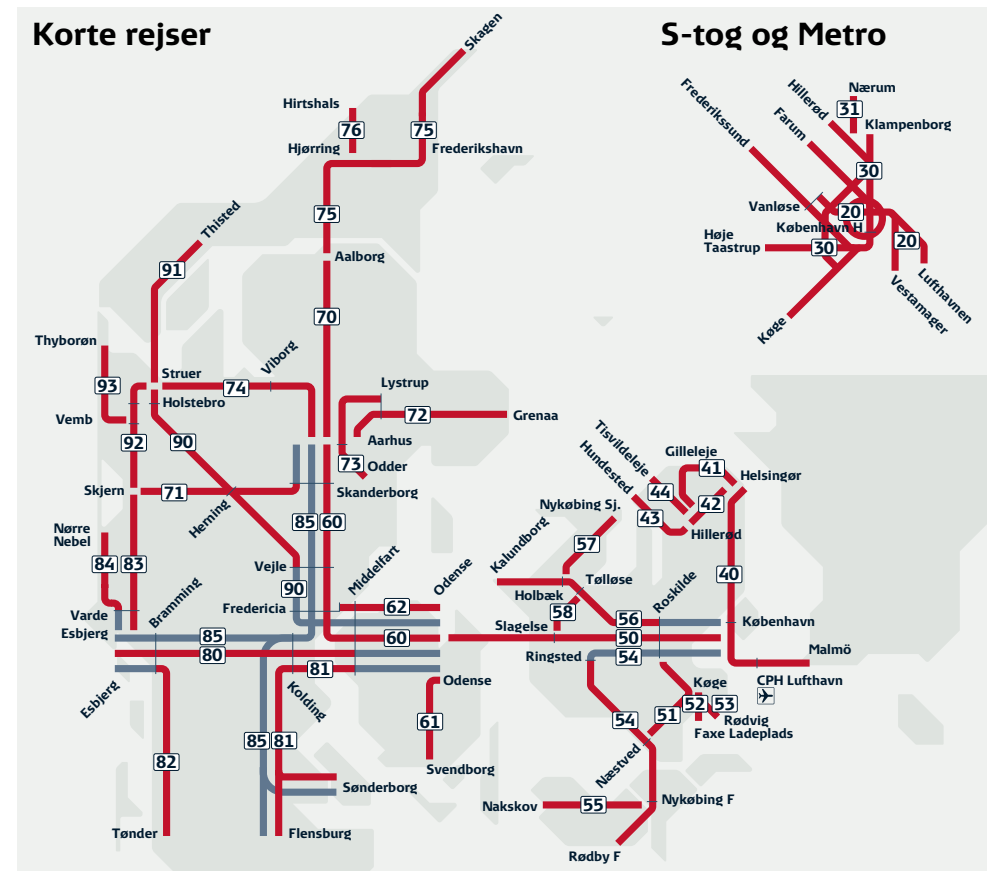 Korte rejser
S-tog og Metro
Skagen
Hirtshals
76
75
Hjørring
Frederikshavn
Nærum
Hillerød
31
Frederikssund
Farum
Klampenborg
30
Vanløse
20
København H
Høje
Taastrup
30
20
Lufthavnen
Vestamager
Køge
Thisted
75
Aalborg
91
70
Thyborøn
Viborg
Struer
93
74
Lystrup
Holstebro
72
Grenaa
Vemb
92
90
Aarhus
73
Odder
Skjern
71
Skanderborg
Herning
Nørre
Nebel
85
60
84
83
Vejle
Middelfart
Odense
90
Bramming
Fredericia
62
Varde
Esbjerg
85
60
80
81
Esbjerg
Kolding
Odense
61
85
81
82
Svendborg
Sønderborg
Tønder
Flensburg
Tisvildeleje
Gilleleje
Hundested
41
Helsingør
44
42
Nykøbing Sj.
43
Hillerød
Kalundborg
57
40
Tølløse
Roskilde
Holbæk
58
56
København
Slagelse
50
Ringsted
54
Malmö
CPH Lufthavn
Køge
52
53
54
51
Rødvig
Faxe Ladeplads
Næstved
Nakskov
55
Nykøbing F
Rødby F